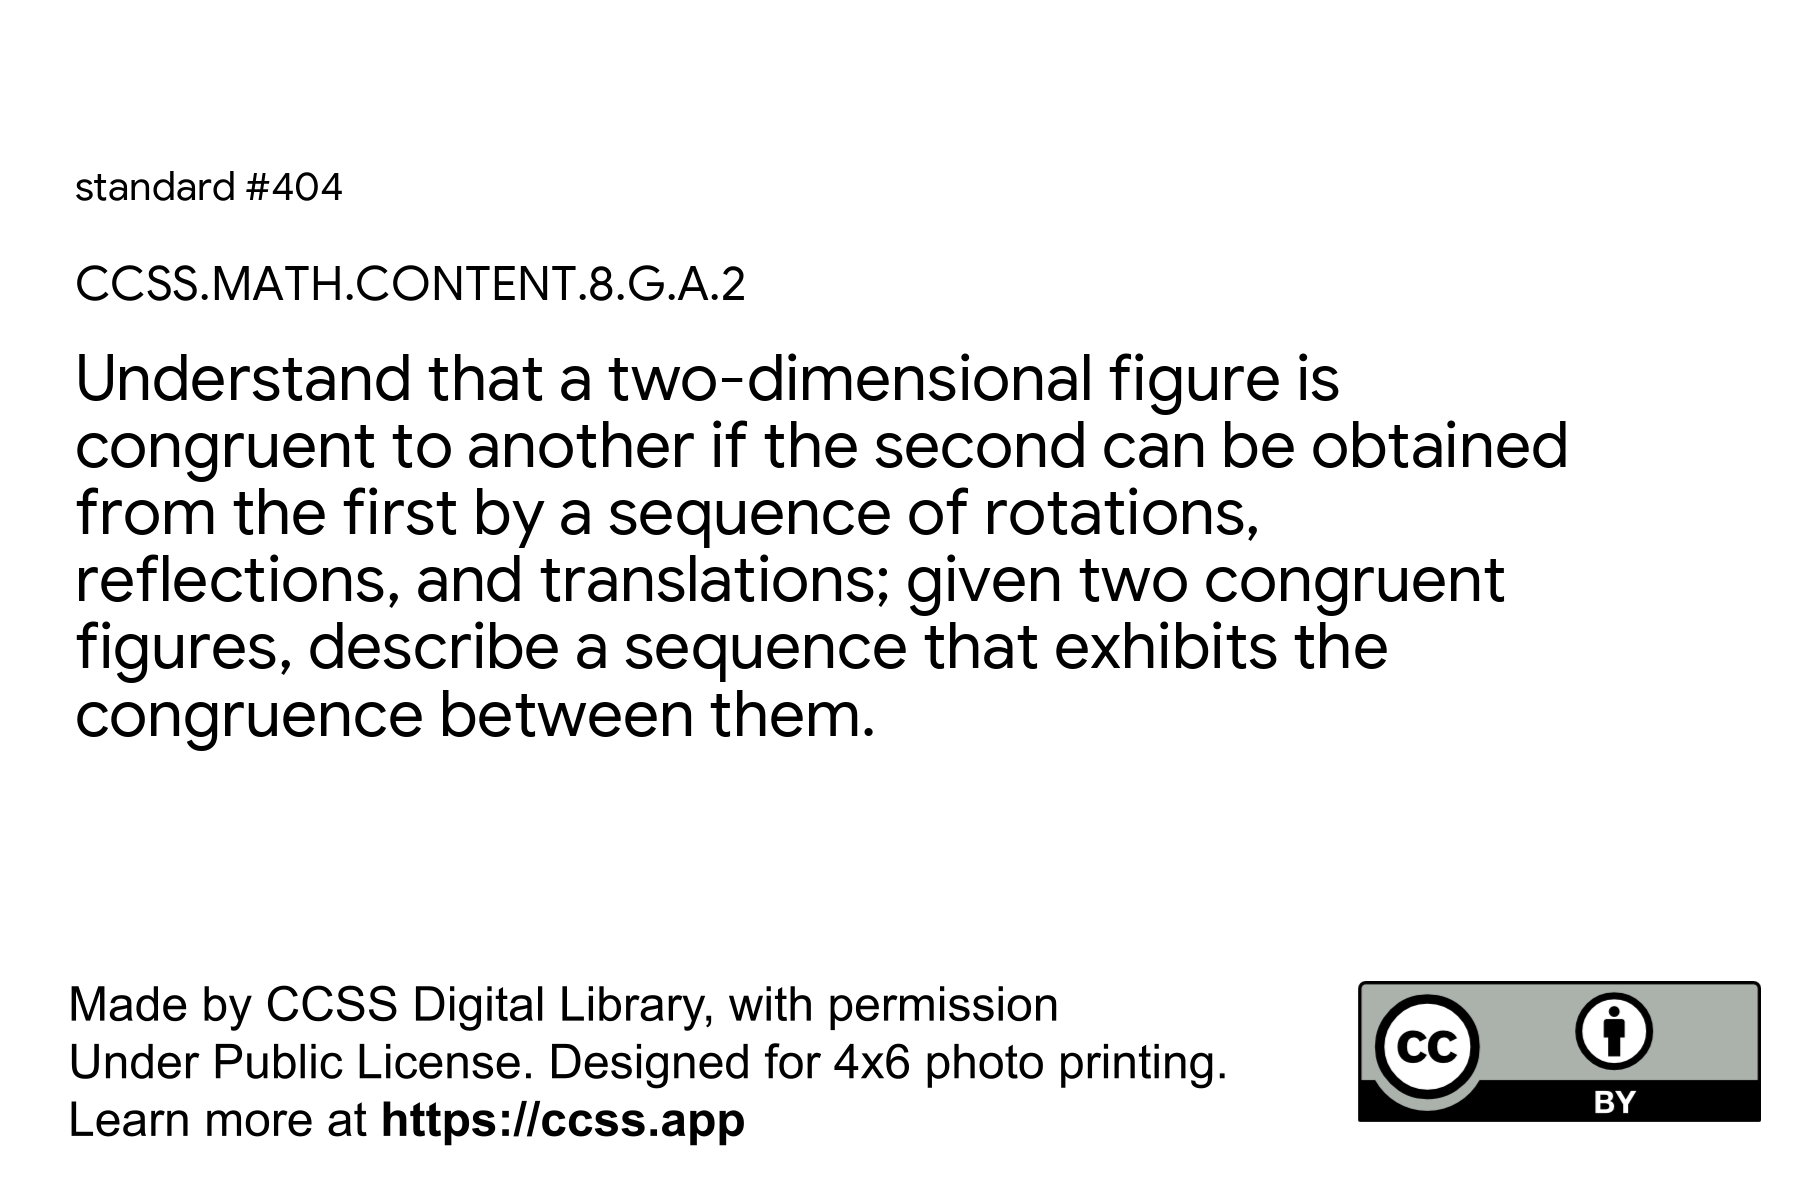 standard #404
CCSS.MATH.CONTENT.8.G.A.2
Understand that a two-dimensional figure is
congruent to another if the second can be obtained
from the first by a sequence of rotations,
reflections, and translations; given two congruent
figures, describe a sequence that exhibits the
congruence between them.
Made by CCSS Digital Library, with permission
Under Public License. Designed for 4x6 photo printing.
Learn more at https://ccss.app
cc
BY